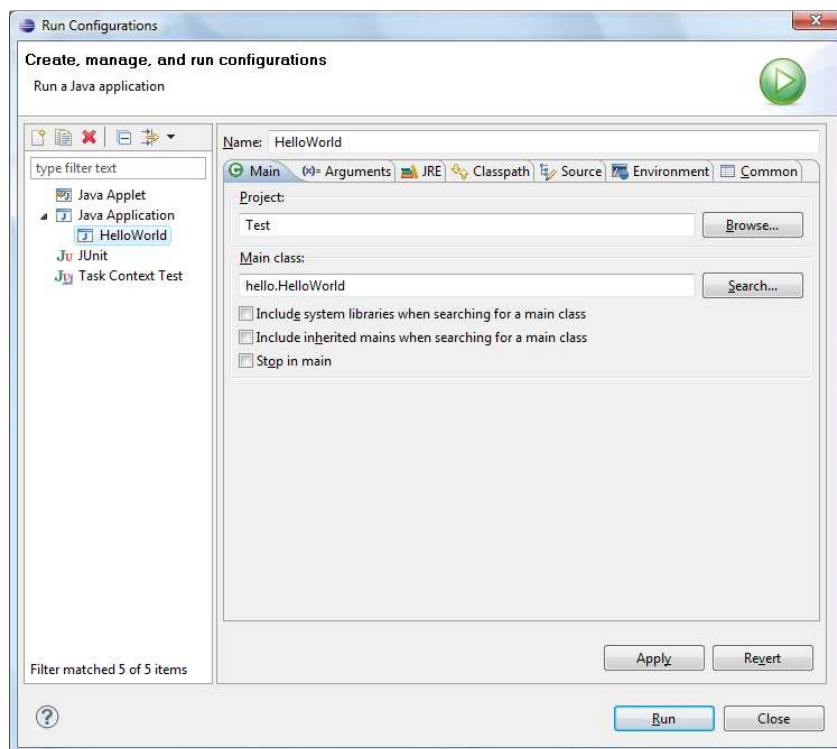 Run Configurations
Create, manage, and run configurations
Run a Java application
type filter text
Java Applet
Java Application
HelloWorld
JUnit
Task Context Test
Filter matched 5 of 5 items
Name: HelloWorld
Main (x)= Arguments JRE Classpath Source Environment Common
Project:
Test Browse...
Main class:
hello.HelloWorld Search...
Include system libraries when searching for a main class
Include inherited mains when searching for a main class
Stop in main
Apply Revert
Run Close